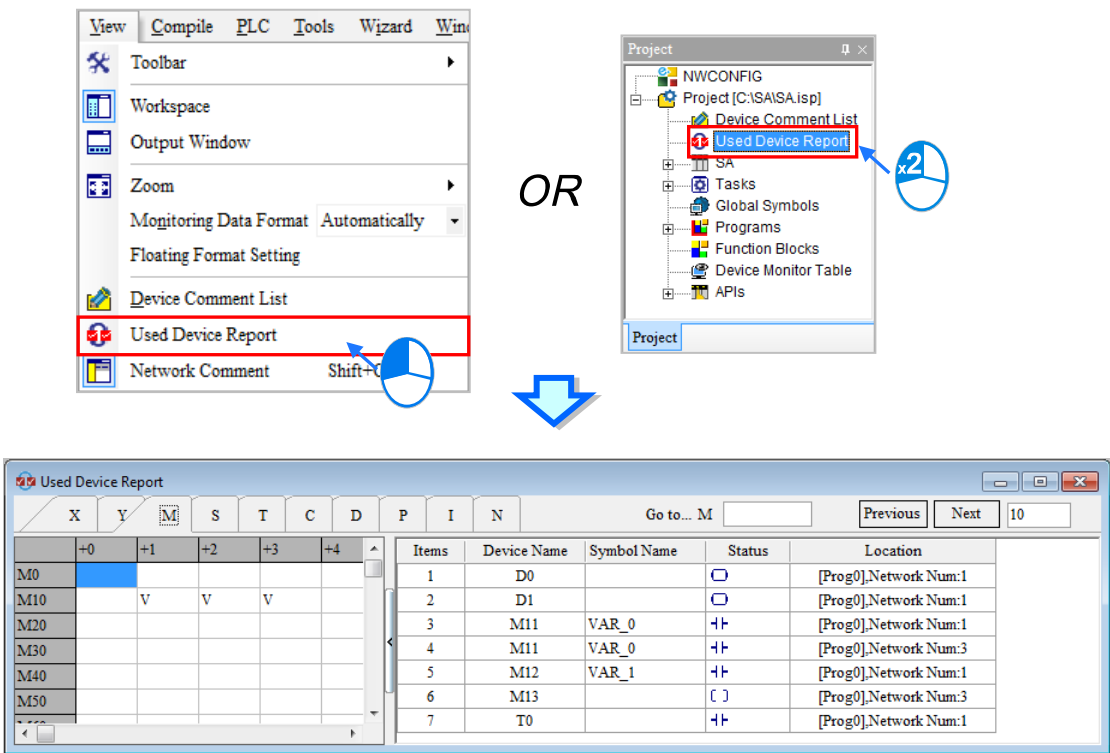 View Compile PLC Tools Wizard
Toolbar
Workspace
Output Window
Zoom
Monitoring Data Format Automatically
Floating Format Setting
Device Comment List
Used Device Report
Network Comment Shift+
OR
Project
NWCONFIG
Project [C:\SA\SA.isp]
Device Comment List
Used Device Report
SA
Tasks
Global Symbols
Programs
Function Blocks
Device Monitor Table
APIs
Project
x2
Used Device Report
X Y M S T C D P I N Go to... M Previous Next 10
+0 +1 +2 +3 +4
M0
M10 V V V
M20
M30
M40
M50
Items Device Name Symbol Name Status Location
1 D0 [Prog0],Network Num:1
2 D1 [Prog0],Network Num:1
3 M11 VAR_0 [Prog0],Network Num:1
4 M11 VAR_0 [Prog0],Network Num:3
5 M12 VAR_1 [Prog0],Network Num:1
6 M13 [Prog0],Network Num:3
7 T0 [Prog0],Network Num:1